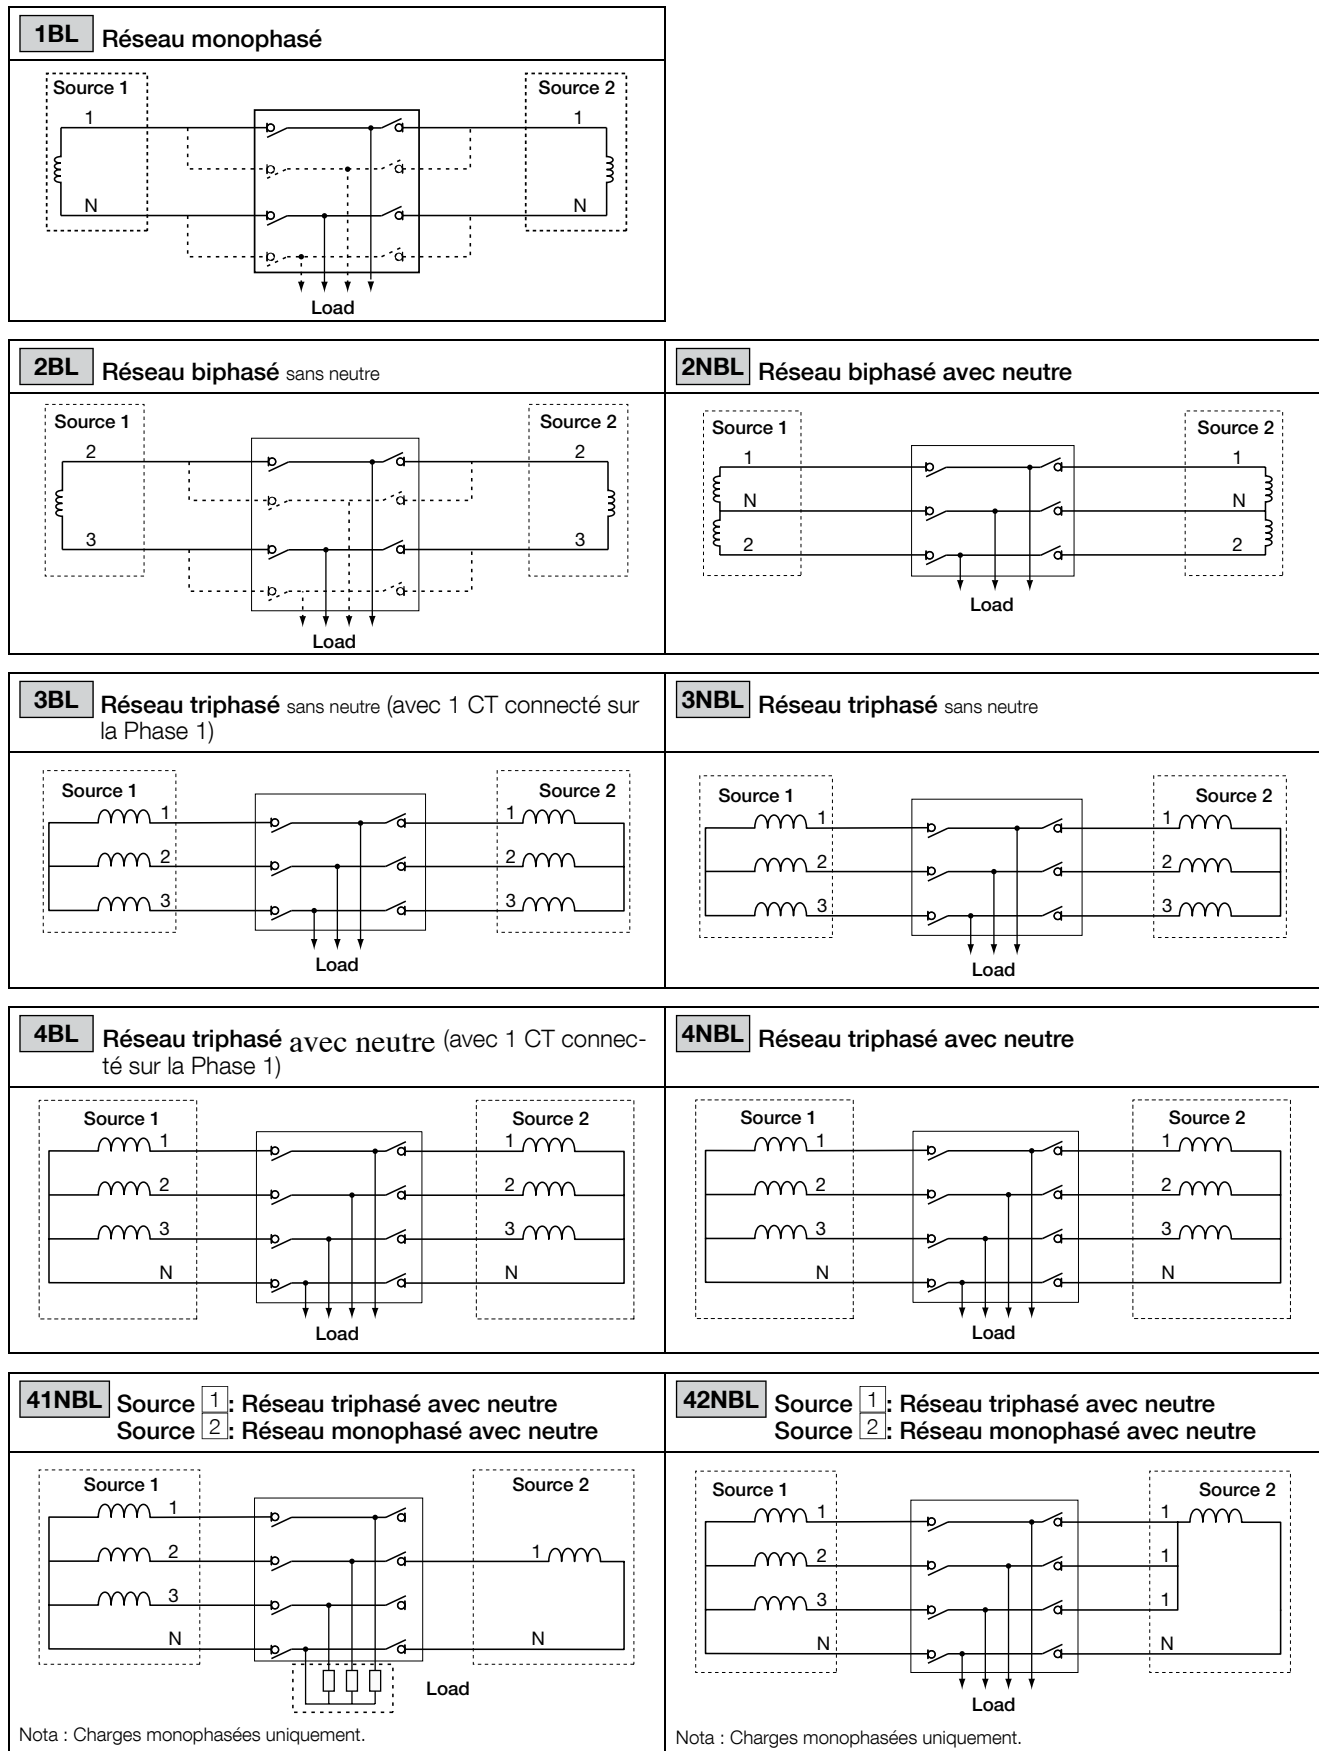 1BL Réseau monophasé
Source 1
Source 2
1
1
N
N
Load
2BL Réseau biphasé sans neutre
Source 1
Source 2
2
2
3
3
Load
2NBL Réseau biphasé avec neutre
Source 1
Source 2
1
1
N
N
2
2
Load
3BL Réseau triphasé sans neutre (avec 1 CT connecté sur
la Phase 1)
Source 1
Source 2
1
1
2
2
3
3
Load
3NBL Réseau triphasé sans neutre
Source 1
Source 2
1
1
2
2
3
3
Load
4BL Réseau triphasé avec neutre (avec 1 CT connec-
té sur la Phase 1)
Source 1
Source 2
1
1
2
2
3
3
N
N
Load
4NBL Réseau triphasé avec neutre
Source 1
Source 2
1
1
2
2
3
3
N
N
Load
41NBL Source 1: Réseau triphasé avec neutre
Source 2: Réseau monophasé avec neutre
Source 1
Source 2
1
2
1
3
N
N
Load
Nota : Charges monophasées uniquement.
42NBL Source 1: Réseau triphasé avec neutre
Source 2: Réseau monophasé avec neutre
Source 1
Source 2
1
1
2
1
3
1
N
N
Load
Nota : Charges monophasées uniquement.